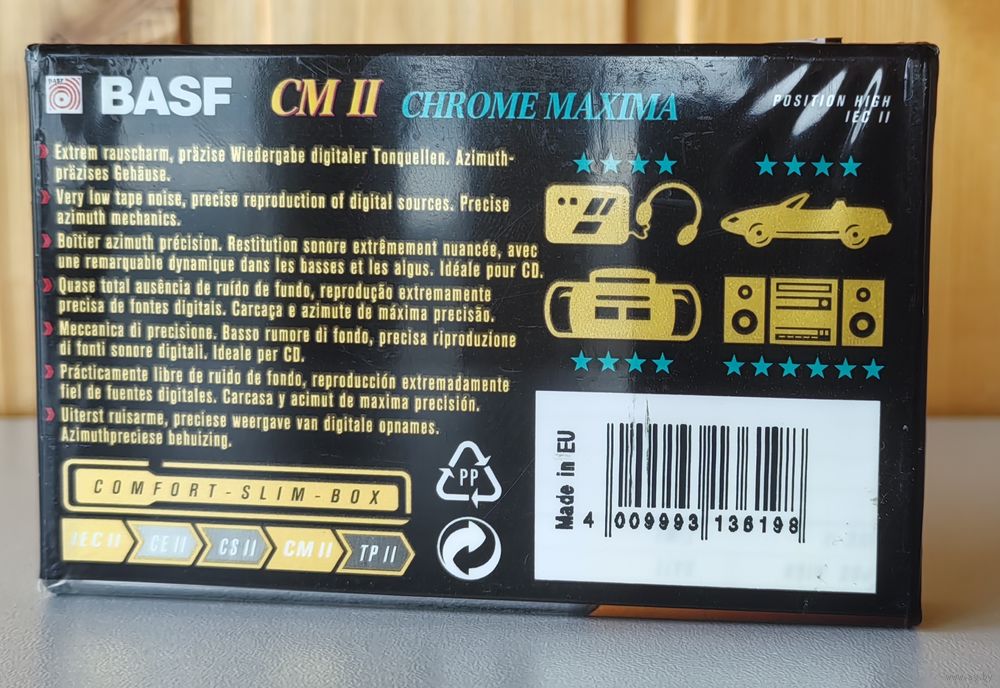 BASF
BASF CM II CHROME MAXIMA
POSITION HIGH
IEC II
Extrem rauscharm, präzise Wiedergabe digitaler Tonquellen. Azimuth-
präzises Gehäuse.
Very low tape noise, precise reproduction of digital sources. Precise
azimuth mechanics.
Boîtier azimuth précision. Restitution sonore extrêmement nuancée, avec
une remarquable dynamique dans les basses et les aigus. Idéale pour CD.
Quase total ausência de ruído de fundo, reprodução extremamente
precisa de fontes digitais. Carcaça e azimute de máxima precisão.
Meccanica di precisione. Basso rumore di fondo, precisa riproduzione
di fonti sonore digitali. Ideale per CD.
Prácticamente libre de ruido de fondo, reproducción extremadamente
fiel de fuentes digitales. Carcasa y acimut de maxima precisión.
Uiterst ruisarme, preciese weergave van digitale opnames.
Azimuthpreciese behuizing.
COMFORT-SLIM-BOX
IEC II CE II CS II CM II TP II
PP
Made in EU
4 009993 136198
www.ay.by